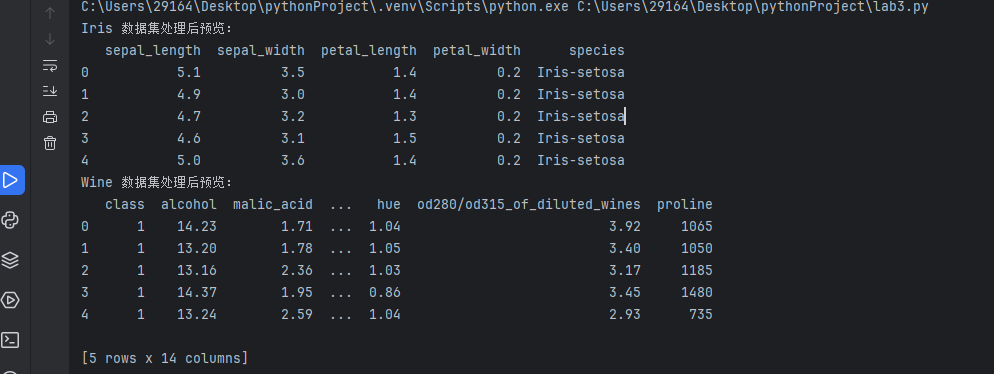 C:\Users\29164\Desktop\pythonProject\.venv\Scripts\python.exe C:\Users\29164\Desktop\pythonProject\lab3.py
Iris 数据集处理后预览:
sepal_length sepal_width petal_length petal_width species
0 5.1 3.5 1.4 0.2 Iris-setosa
1 4.9 3.0 1.4 0.2 Iris-setosa
2 4.7 3.2 1.3 0.2 Iris-setosa
3 4.6 3.1 1.5 0.2 Iris-setosa
4 5.0 3.6 1.4 0.2 Iris-setosa
Wine 数据集处理后预览:
class alcohol malic_acid ... hue od280/od315_of_diluted_wines proline
0 1 14.23 1.71 ... 1.04 3.92 1065
1 1 13.20 1.78 ... 1.05 3.40 1050
2 1 13.16 2.36 ... 1.03 3.17 1185
3 1 14.37 1.95 ... 0.86 3.45 1480
4 1 13.24 2.59 ... 1.04 2.93 735
[5 rows x 14 columns]